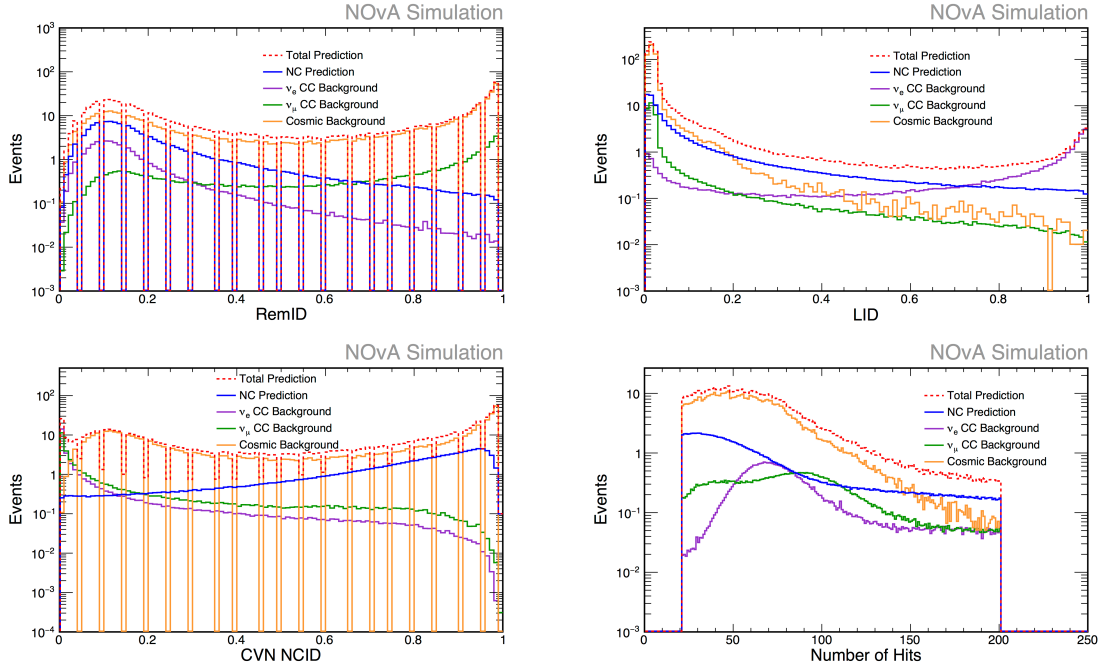 NOvA Simulation
10³
10²
10
1
10⁻¹
10⁻²
10⁻³
Events
Total Prediction
NC Prediction
νₑ CC Background
ν_μ CC Background
Cosmic Background
0 0.2 0.4 0.6 0.8 1
RemID
NOvA Simulation
10²
10
1
10⁻¹
10⁻²
10⁻³
Events
Total Prediction
NC Prediction
νₑ CC Background
ν_μ CC Background
Cosmic Background
0 0.2 0.4 0.6 0.8 1
LID
NOvA Simulation
10²
10
1
10⁻¹
10⁻²
10⁻³
10⁻⁴
Events
Total Prediction
NC Prediction
νₑ CC Background
ν_μ CC Background
Cosmic Background
0 0.2 0.4 0.6 0.8 1
CVN NCID
NOvA Simulation
10
1
10⁻¹
10⁻²
10⁻³
Events
Total Prediction
NC Prediction
νₑ CC Background
ν_μ CC Background
Cosmic Background
0 50 100 150 200 250
Number of Hits